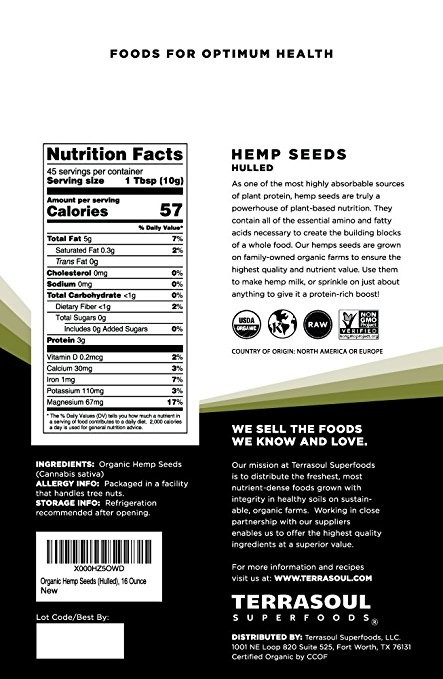 FOODS FOR OPTIMUM HEALTH
Nutrition Facts
45 servings per container
Serving size 1 Tbsp (10g)
Amount per serving
Calories 57
% Daily Value*
Total Fat 5g 7%
Saturated Fat 0.3g 2%
Trans Fat 0g
Cholesterol 0mg 0%
Sodium 0mg 0%
Total Carbohydrate <1g 0%
Dietary Fiber <1g 2%
Total Sugars 0g
Includes 0g Added Sugars 0%
Protein 3g
Vitamin D 0.2mcg 2%
Calcium 30mg 3%
Iron 1mg 7%
Potassium 110mg 3%
Magnesium 67mg 17%
* The % Daily Values (DV) tells you how much a nutrient in
a serving of food contributes to a daily diet. 2,000 calories
a day is used for general nutrition advice.
INGREDIENTS: Organic Hemp Seeds
(Cannabis sativa)
ALLERGY INFO: Packaged in a facility
that handles tree nuts.
STORAGE INFO: Refrigeration
recommended after opening.
X000HZ5OWD
Organic Hemp Seeds (Hulled), 16 Ounce
New
Lot Code/Best By:
HEMP SEEDS
HULLED
As one of the most highly absorbable sources
of plant protein, hemp seeds are truly a
powerhouse of plant-based nutrition. They
contain all of the essential amino and fatty
acids necessary to create the building blocks
of a whole food. Our hemps seeds are grown
on family-owned organic farms to ensure the
highest quality and nutrient value. Use them
to make hemp milk, or sprinkle on just about
anything to give it a protein-rich boost!
USDA
ORGANIC
K
RAW
NON
GMO
Project
VERIFIED
nongmoproject.org
COUNTRY OF ORIGIN: NORTH AMERICA OR EUROPE
WE SELL THE FOODS
WE KNOW AND LOVE.
Our mission at Terrasoul Superfoods
is to distribute the freshest, most
nutrient-dense foods grown with
integrity in healthy soils on sustain-
able, organic farms. Working in close
partnership with our suppliers
enables us to offer the highest quality
ingredients at a superior value.
For more information and recipes
visit us at: WWW.TERRASOUL.COM
TERRASOUL
SUPERFOODS®
DISTRIBUTED BY: Terrasoul Superfoods, LLC.
1001 NE Loop 820 Suite 525, Fort Worth, TX 76131
Certified Organic by CCOF